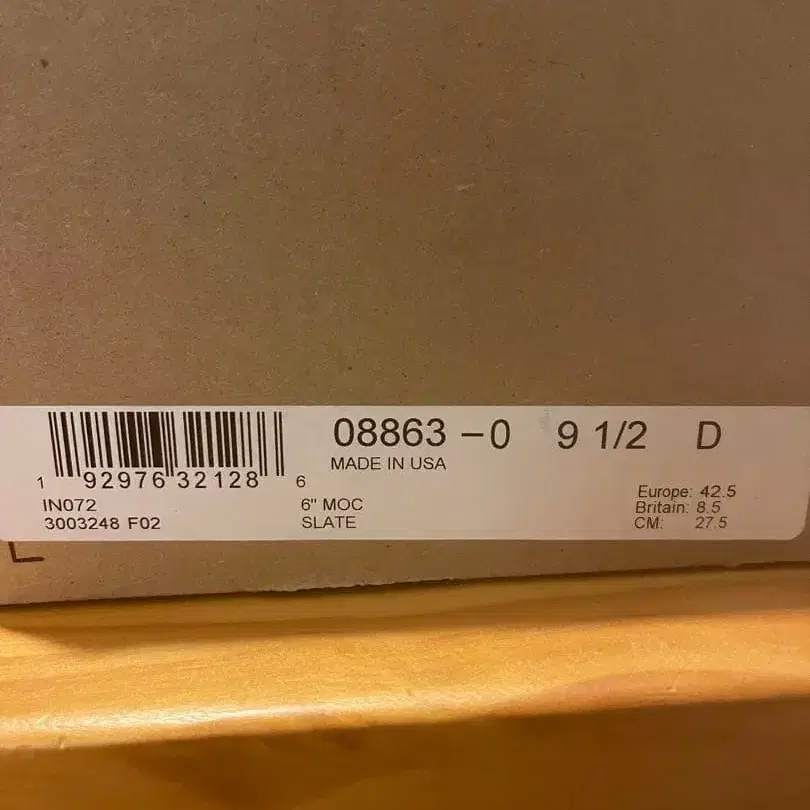 08863 -0 9 1/2 D
MADE IN USA
1 92976 32128 6
IN072
3003248 F02
6" MOC
SLATE
Europe: 42.5
Britain: 8.5
CM: 27.5